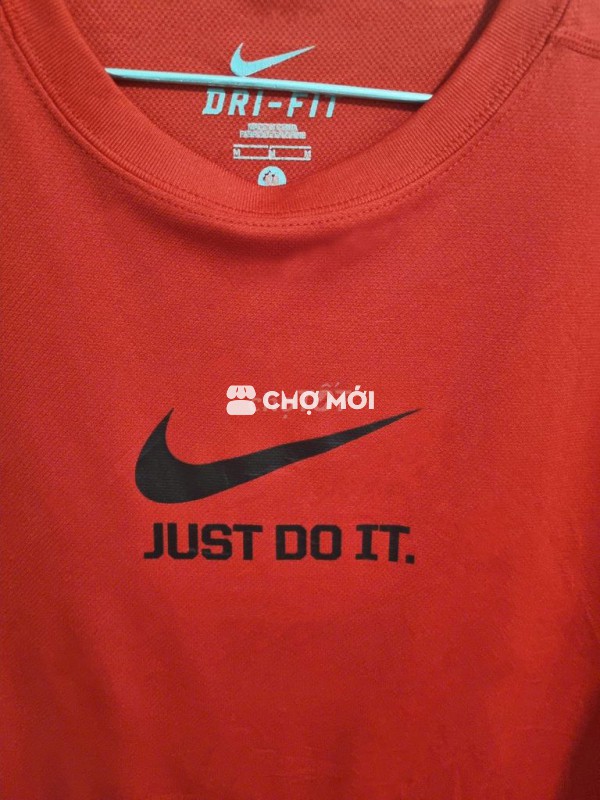 DRI-FIT
M M M
CHỢ MỚI
JUST DO IT.